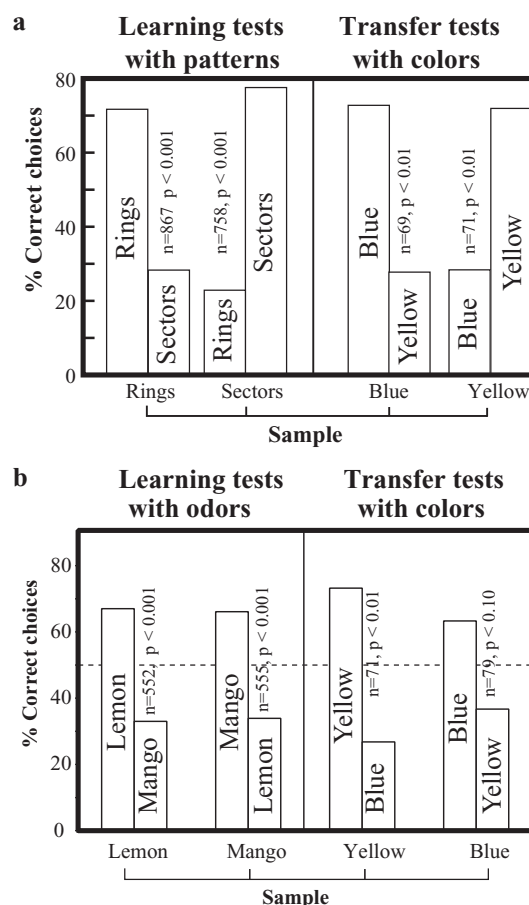 a
Learning tests
with patterns
Transfer tests
with colors
% Correct choices
80
60
40
20
0
Rings
n=867 p < 0.001
Sectors
n=758, p < 0.001
Rings
Sectors
Blue
n=69, p < 0.01
Yellow
n=71, p < 0.01
Blue
Yellow
Rings Sectors Blue Yellow
Sample
b
Learning tests
with odors
Transfer tests
with colors
% Correct choices
80
60
40
20
0
Lemon
n=552, p < 0.001
Mango
Mango
n=555, p < 0.001
Lemon
Yellow
n=71, p < 0.01
Blue
Blue
n=79, p < 0.10
Yellow
Lemon Mango Yellow Blue
Sample